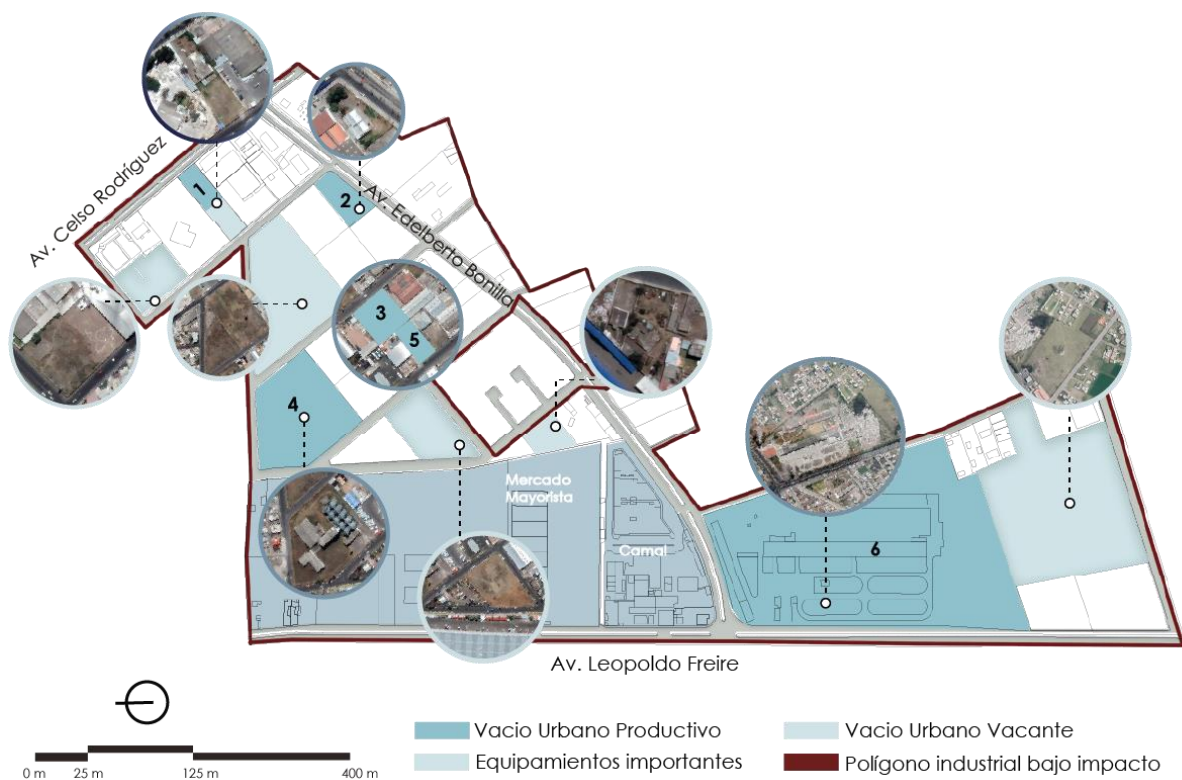 Av. Celso Rodríguez
1
2
Av. Edelberto Bonilla
3
5
4
Mercado
Mayorista
Camal
6
Av. Leopoldo Freire
0 m
25 m
125 m
400 m
Vacio Urbano Productivo
Vacio Urbano Vacante
Equipamientos importantes
Polígono industrial bajo impacto